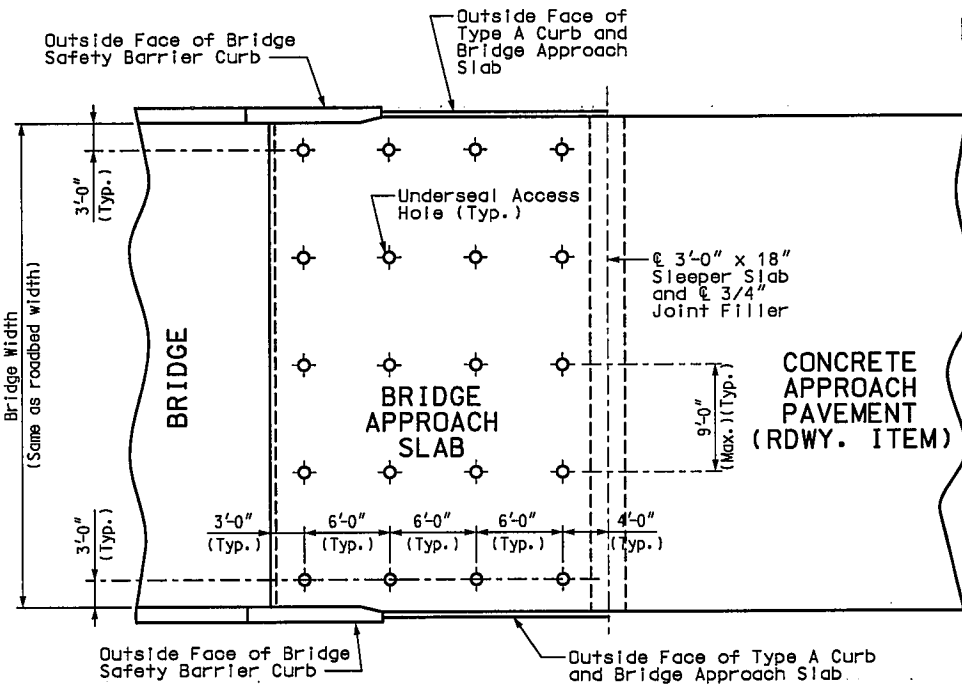 Outside Face of
Type A Curb and
Bridge Approach
Slab
Outside Face of Bridge
Safety Barrier Curb
3'-0"
(Typ.)
Underseal Access
Hole (Typ.)
℄ 3'-0" x 18"
Sleeper Slab
and ℄ 3/4"
Joint Filler
Bridge Width
(Same as roadbed width)
BRIDGE
BRIDGE
APPROACH
SLAB
9'-0"
(Max.)(Typ.)
CONCRETE
APPROACH
PAVEMENT
(RDWY. ITEM)
3'-0"
(Typ.)
3'-0"
(Typ.)
6'-0"
(Typ.)
6'-0"
(Typ.)
6'-0"
(Typ.)
4'-0"
(Typ.)
Outside Face of Bridge
Safety Barrier Curb
Outside Face of Type A Curb
and Bridge Approach Slab